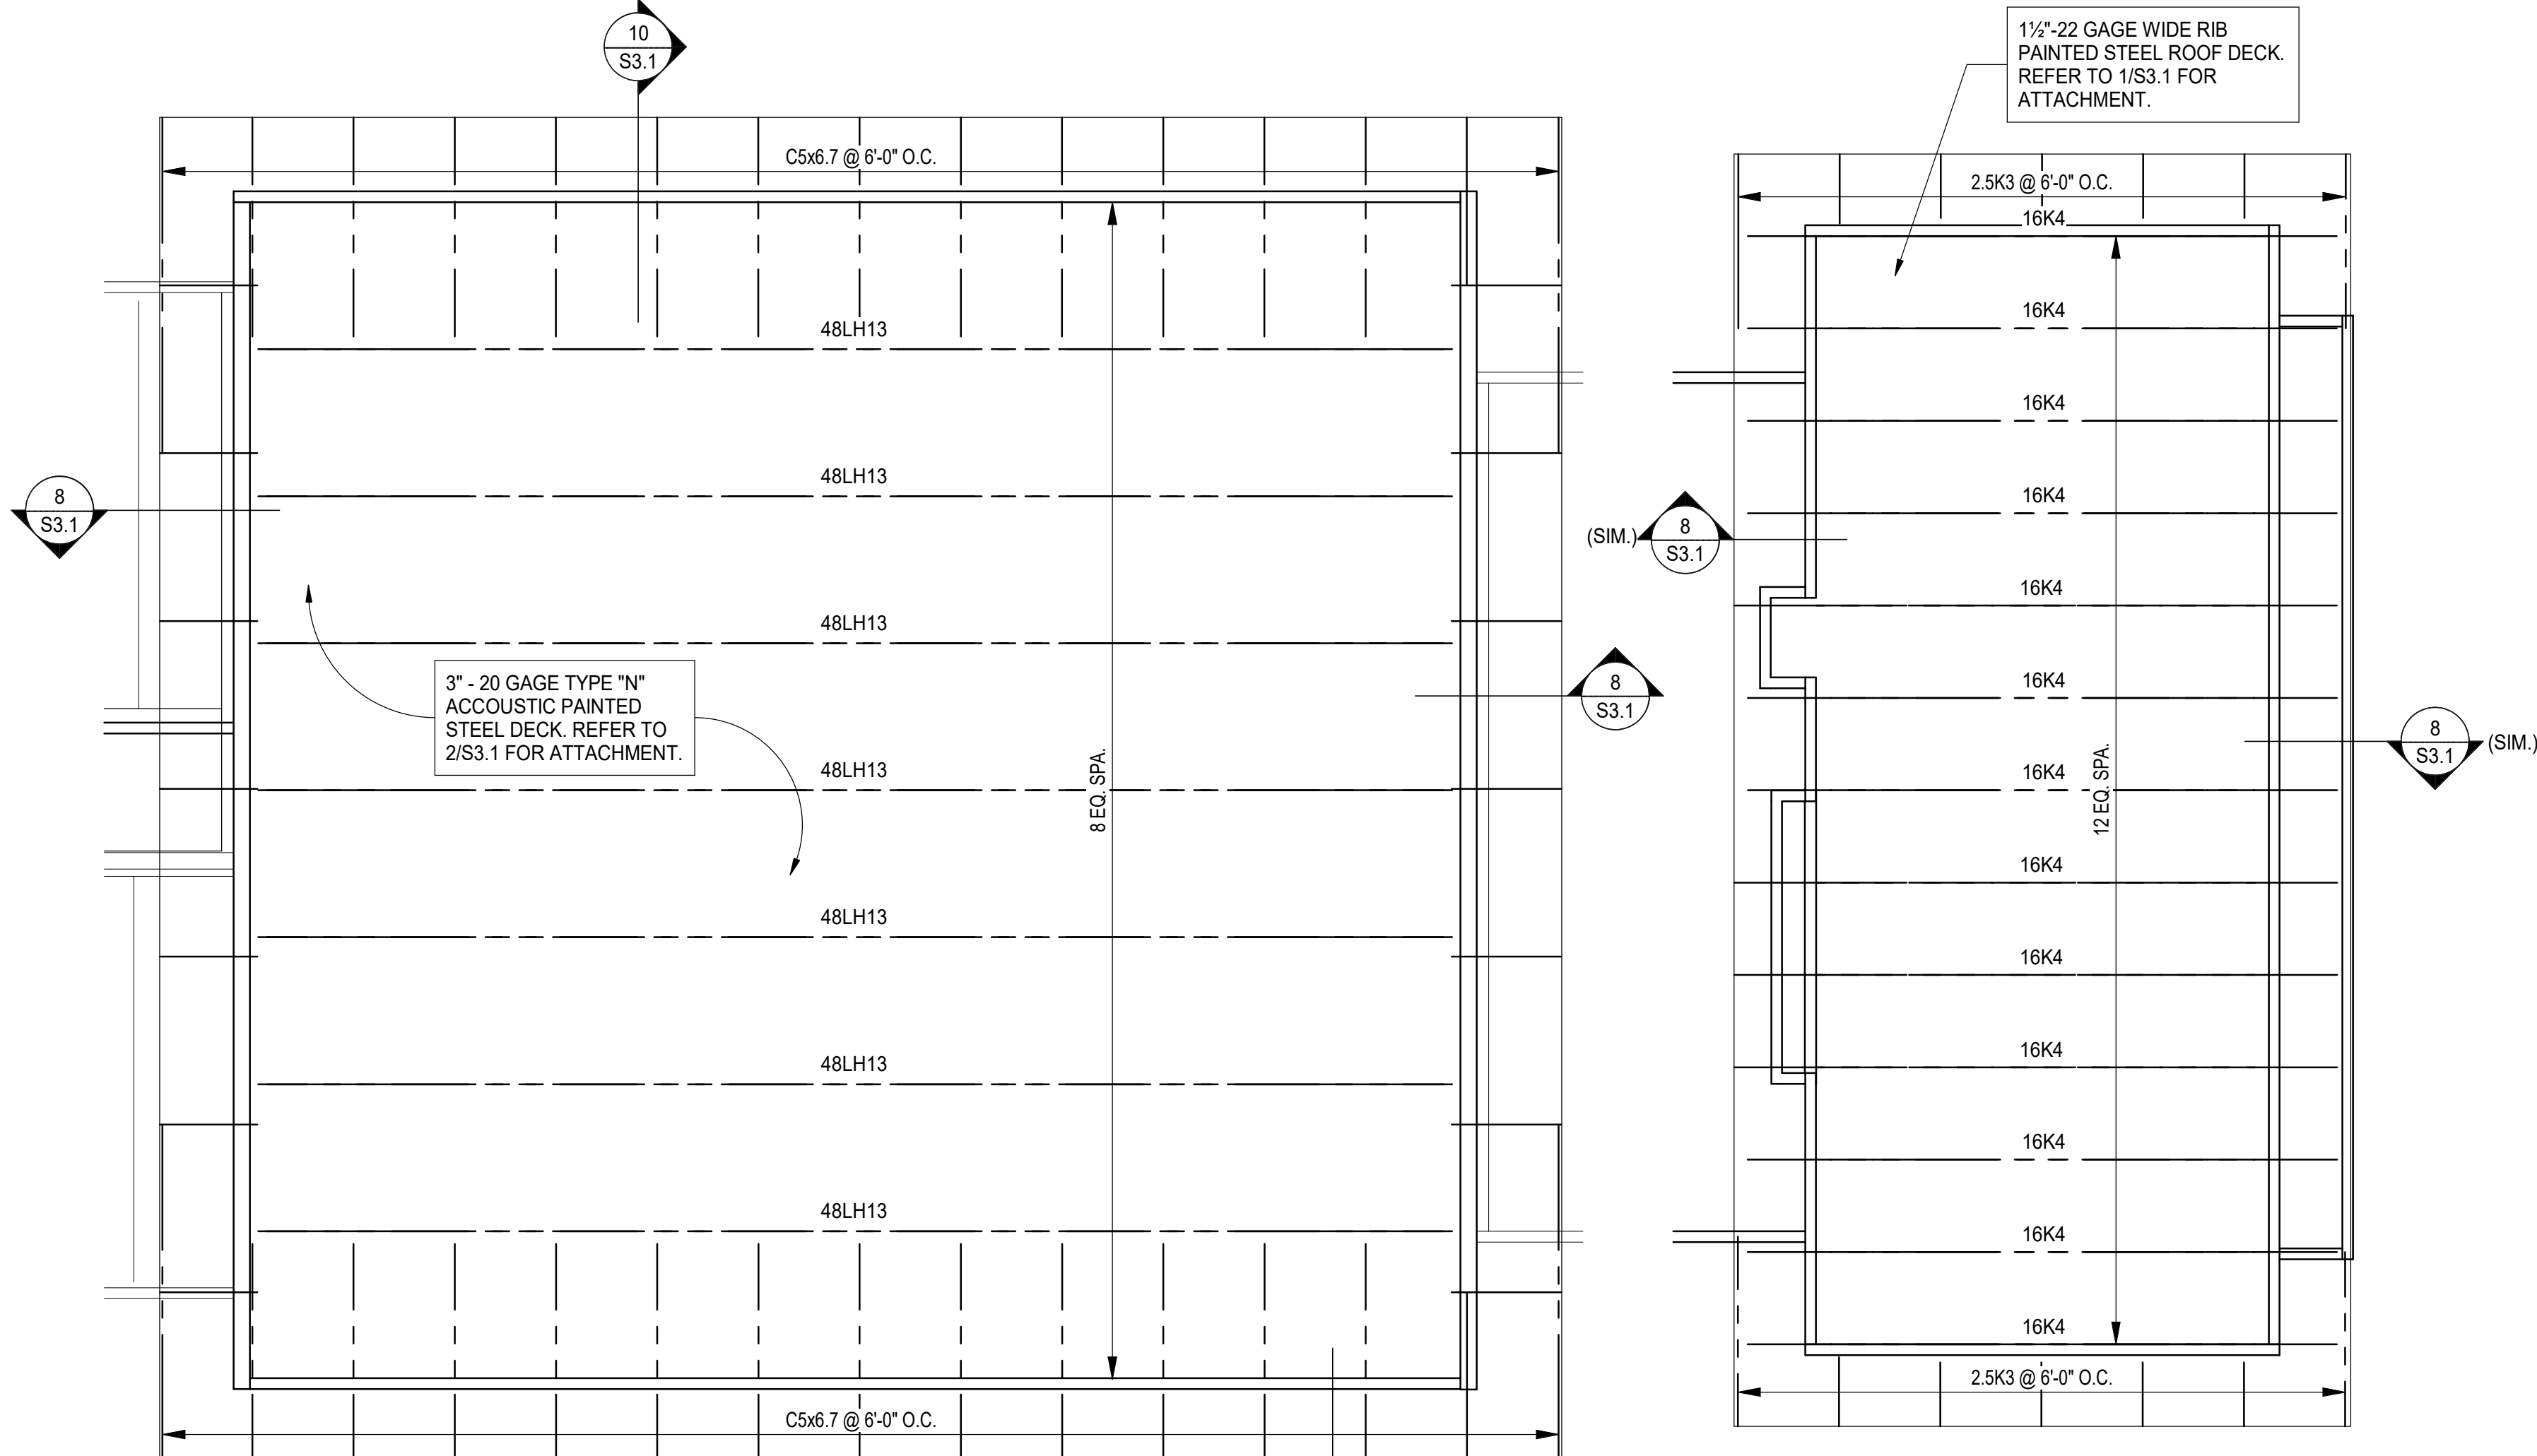 10
S3.1
1½"-22 GAGE WIDE RIB
PAINTED STEEL ROOF DECK.
REFER TO 1/S3.1 FOR
ATTACHMENT.
C5x6.7 @ 6'-0" O.C.
48LH13
48LH13
8
S3.1
48LH13
3" - 20 GAGE TYPE "N"
ACCOUSTIC PAINTED
STEEL DECK. REFER TO
2/S3.1 FOR ATTACHMENT.
8
S3.1
48LH13
8 EQ. SPA.
48LH13
48LH13
48LH13
C5x6.7 @ 6'-0" O.C.
2.5K3 @ 6'-0" O.C.
16K4
16K4
16K4
16K4
(SIM.)
8
S3.1
16K4
16K4
8
S3.1
(SIM.)
16K4
12 EQ. SPA.
16K4
16K4
16K4
16K4
16K4
16K4
2.5K3 @ 6'-0" O.C.